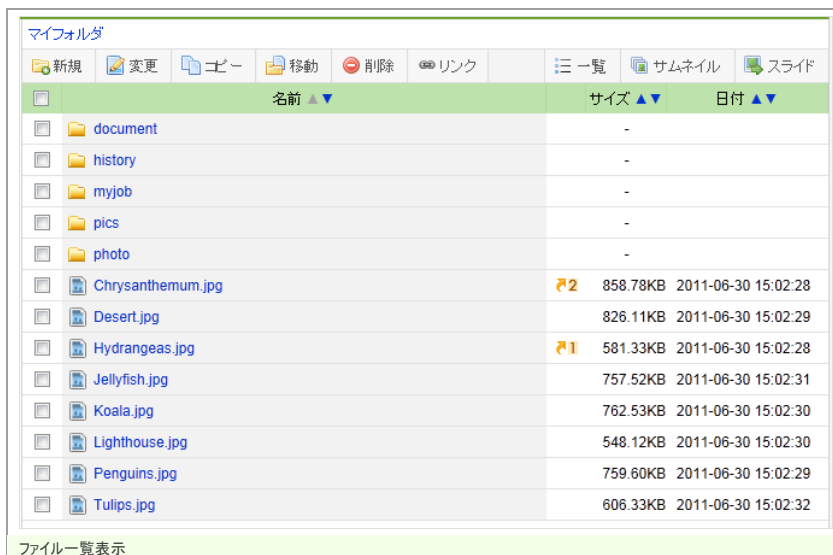 マイフォルダ
新規 変更 コピー 移動 削除 リンク 一覧 サムネイル スライド
名前 ▲▼ サイズ ▲▼ 日付 ▲▼
document -
history -
myjob -
pics -
photo -
Chrysanthemum.jpg 2 858.78KB 2011-06-30 15:02:28
Desert.jpg 826.11KB 2011-06-30 15:02:29
Hydrangeas.jpg 1 581.33KB 2011-06-30 15:02:28
Jellyfish.jpg 757.52KB 2011-06-30 15:02:31
Koala.jpg 762.53KB 2011-06-30 15:02:30
Lighthouse.jpg 548.12KB 2011-06-30 15:02:30
Penguins.jpg 759.60KB 2011-06-30 15:02:29
Tulips.jpg 606.33KB 2011-06-30 15:02:32
ファイル一覧表示